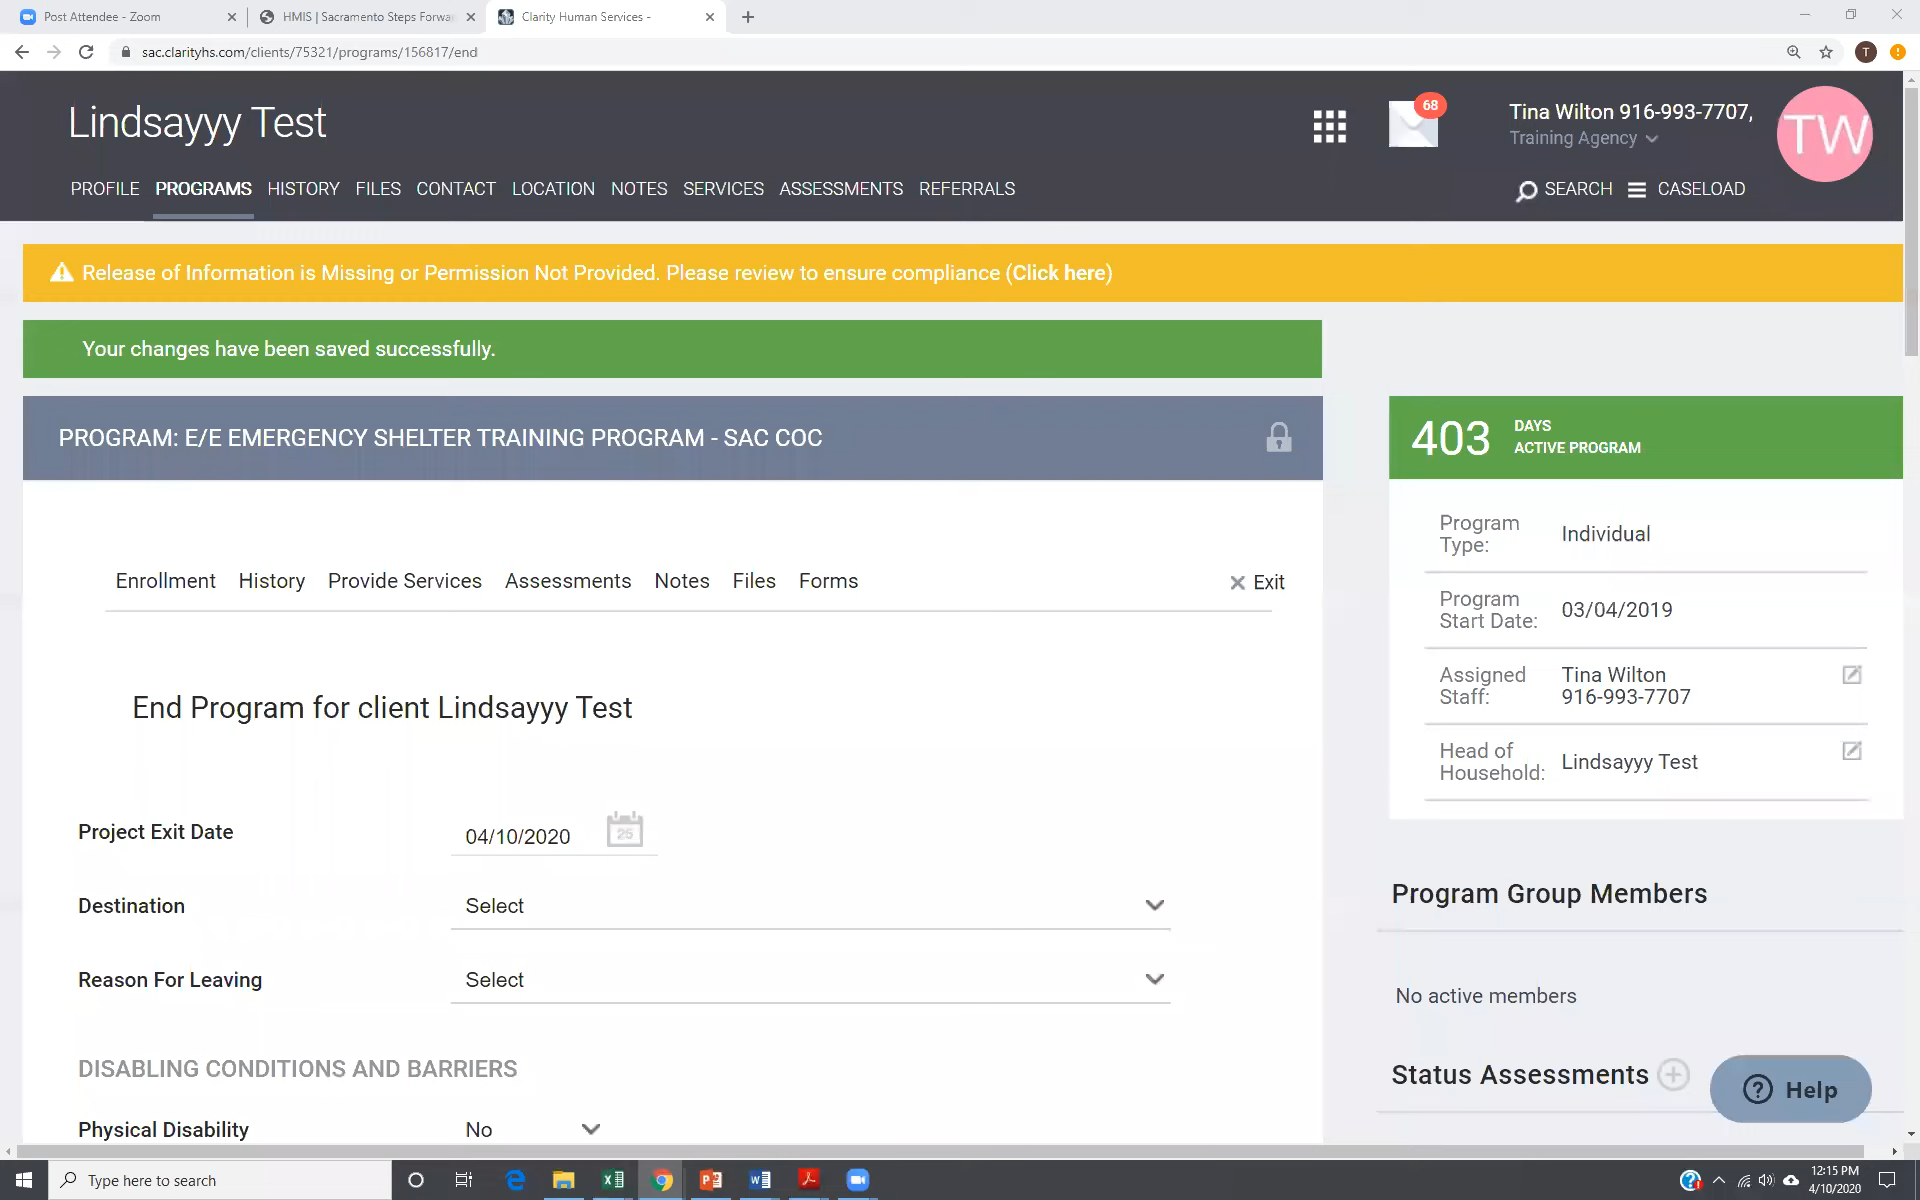 Post Attendee - Zoom
HMIS | Sacramento Steps Forwa
Clarity Human Services -
sac.clarityhs.com/clients/75321/programs/156817/end
T
Lindsayyy Test
68
Tina Wilton 916-993-7707,
Training Agency
TW
PROFILE PROGRAMS HISTORY FILES CONTACT LOCATION NOTES SERVICES ASSESSMENTS REFERRALS
SEARCH CASELOAD
Release of Information is Missing or Permission Not Provided. Please review to ensure compliance (Click here)
Your changes have been saved successfully.
PROGRAM: E/E EMERGENCY SHELTER TRAINING PROGRAM - SAC COC
Enrollment History Provide Services Assessments Notes Files Forms
Exit
End Program for client Lindsayyy Test
Project Exit Date 04/10/2020
25
Destination Select
Reason For Leaving Select
DISABLING CONDITIONS AND BARRIERS
Physical Disability No
403 DAYS
ACTIVE PROGRAM
Program
Type: Individual
Program
Start Date: 03/04/2019
Assigned
Staff: Tina Wilton
916-993-7707
Head of
Household: Lindsayyy Test
Program Group Members
No active members
Status Assessments
Help
Type here to search
12:15 PM
4/10/2020